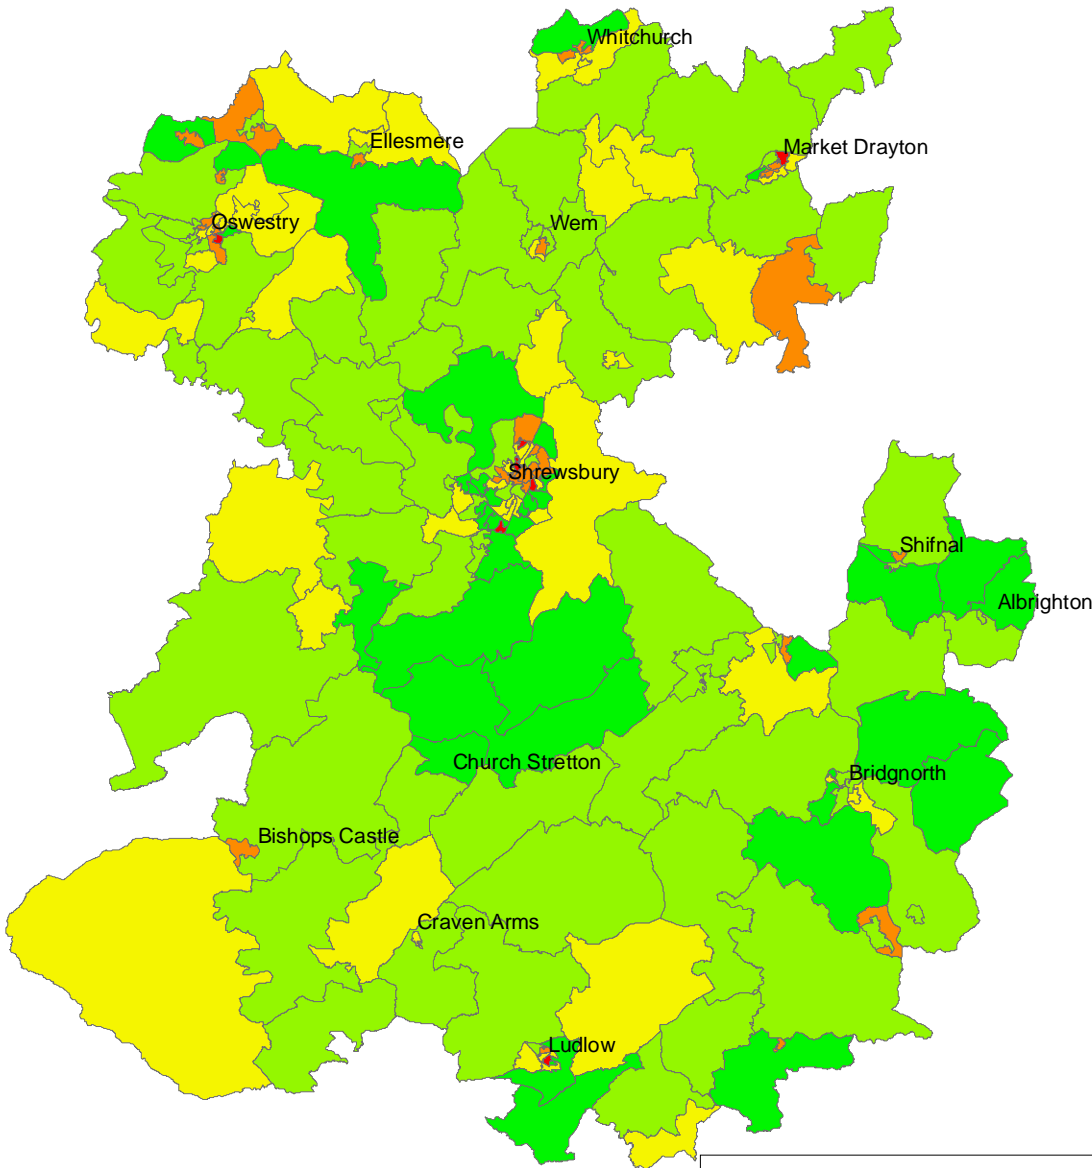 Whitchurch
Ellesmere
Market Drayton
Oswestry
Wem
Shrewsbury
Shifnal
Albrighton
Church Stretton
Bridgnorth
Bishops Castle
Craven Arms
Ludlow